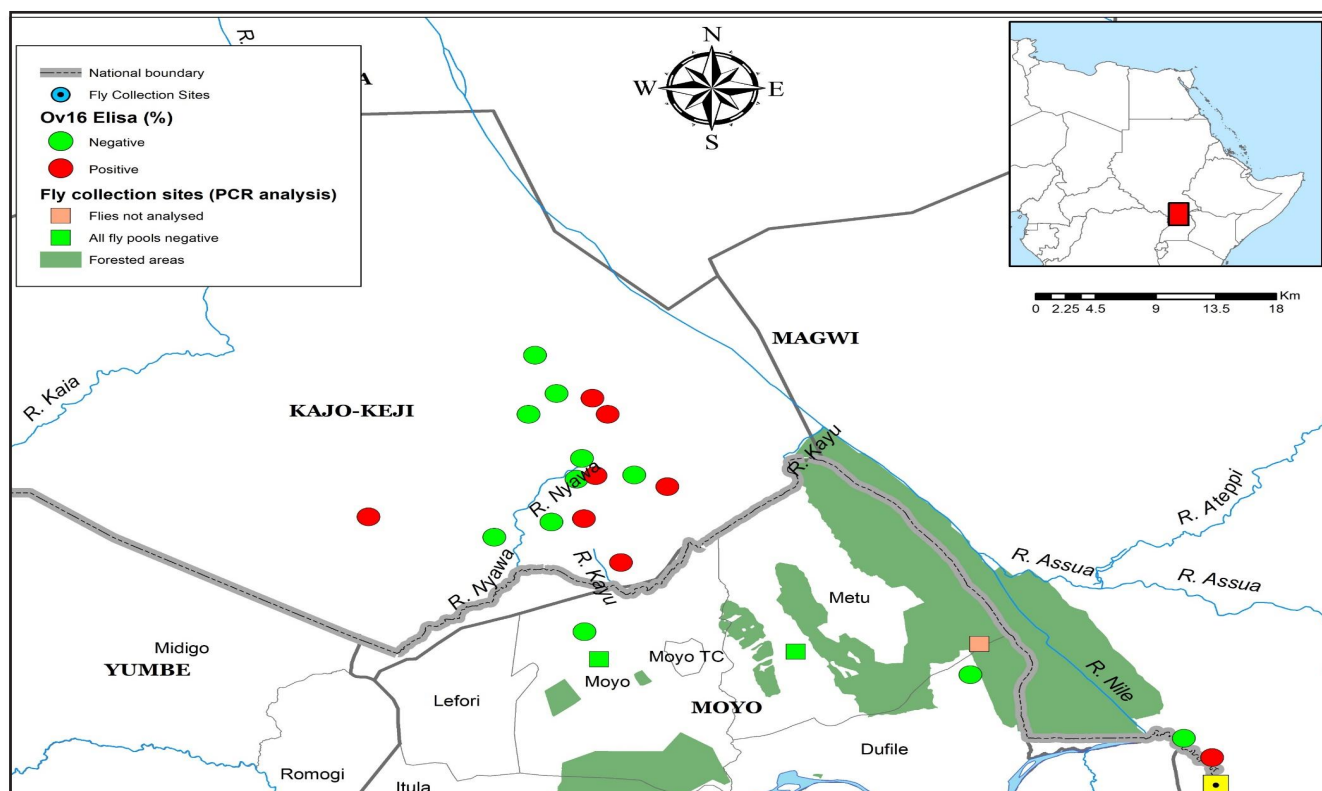 R.
A
National boundary
Fly Collection Sites
Ov16 Elisa (%)
Negative
Positive
Fly collection sites (PCR analysis)
Flies not analysed
All fly pools negative
Forested areas
N
W
E
S
Km
0 2.25 4.5 9 13.5 18
MAGWI
R. Kaia
KAJO-KEJI
R. Kayu
R. Nyawa
R. Ateppi
R. Assua
R. Assua
R. Nyawa
R. Kayu
Metu
Midigo
YUMBE
Moyo TC
Moyo
Lefori
MOYO
R. Nile
Dufile
Romogi
Itula